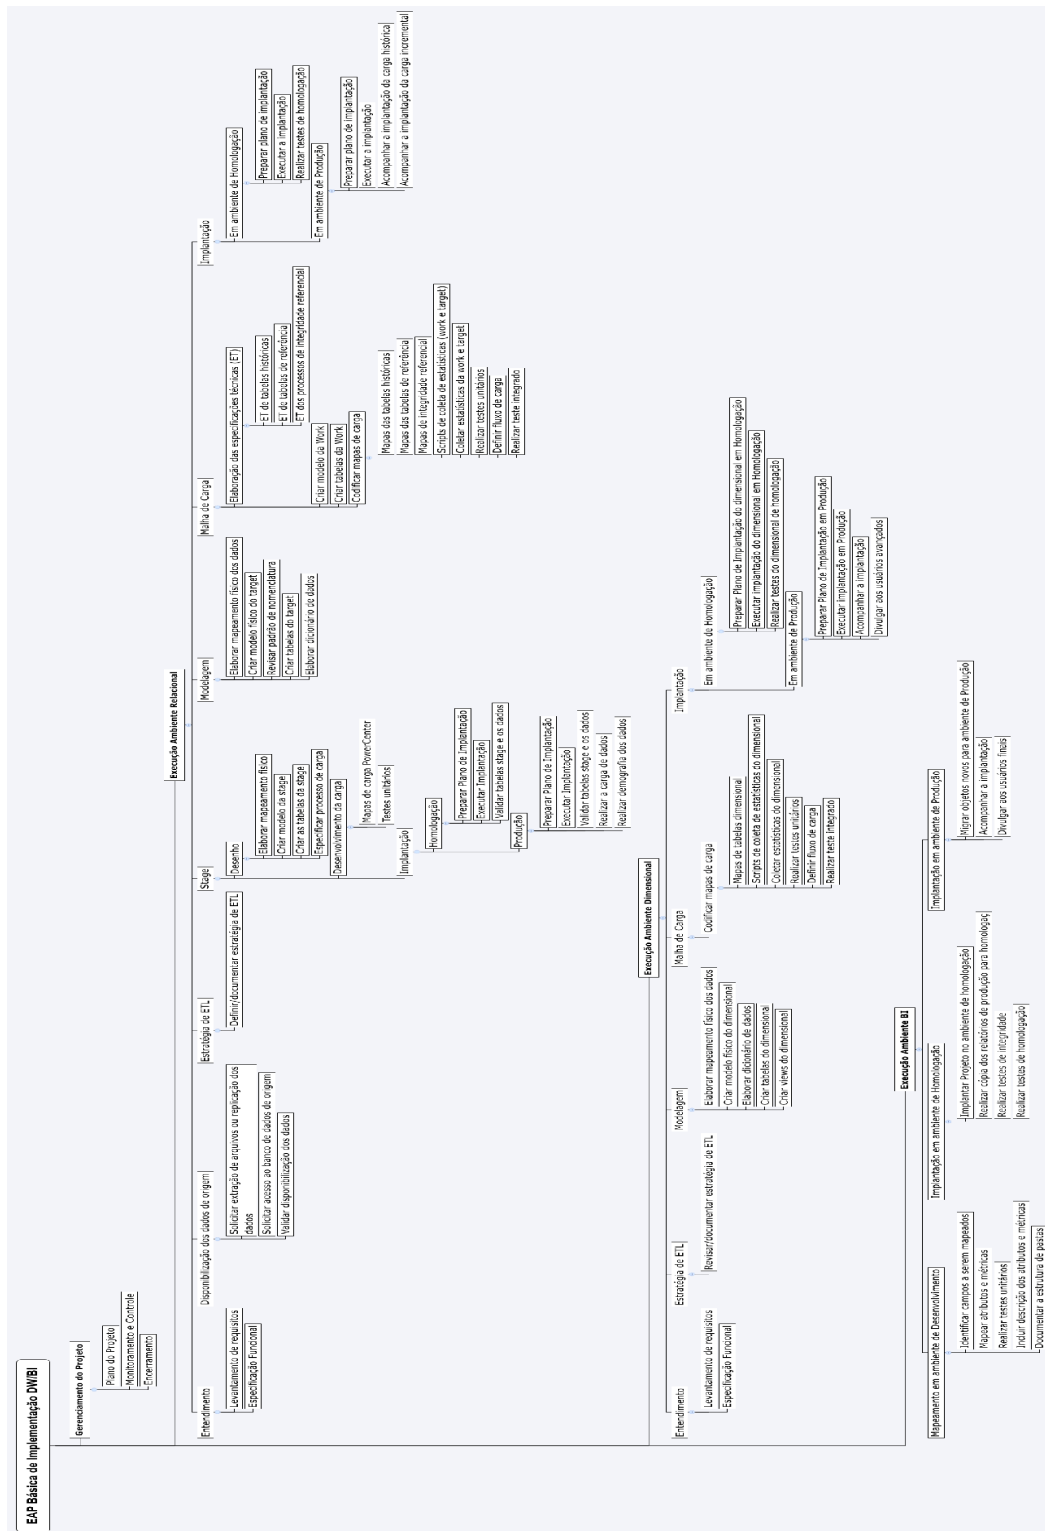 EAP Básica de Implementação DW/BI
Gerenciamento do Projeto
Plano do Projeto
Monitoramento e Controle
Encerramento
Execução Ambiente Relacional
Entendimento
Levantamento de requisitos
Especificação Funcional
Disponibilização dos dados de origem
Solicitar extração de arquivos ou replicação dos
dados
Solicitar acesso ao banco de dados de origem
Validar disponibilização dos dados
Estratégia de ETL
Definir/documentar estratégia de ETL
Stage
Desenho
Elaborar mapeamento físico
Criar modelo da stage
Criar as tabelas da stage
Especificar processo de carga
Desenvolvimento da carga
Mapas de carga PowerCenter
Testes unitários
Implantação
Homologação
Preparar Plano de Implantação
Executar Implantação
Validar tabelas stage e os dados
Produção
Preparar Plano de Implantação
Executar Implantação
Validar tabelas stage e os dados
Realizar a carga de dados
Realizar demografia dos dados
Modelagem
Elaborar mapeamento físico dos dados
Criar modelo físico do target
Revisar padrão de nomenclatura
Criar tabelas do target
Elaborar dicionário de dados
Malha de Carga
Elaboração das especificações técnicas (ET)
ET de tabelas históricas
ET de tabelas de referência
ET dos processos de integridade referencial
Criar modelo da Work
Criar tabelas da Work
Codificar mapas de carga
Mapas das tabelas históricas
Mapas das tabelas de referência
Mapas de integridade referencial
Scripts de coleta de estatísticas (work e target)
Coletar estatísticas da work e target
Realizar testes unitários
Definir fluxo de carga
Realizar teste integrado
Implantação
Em ambiente de Homologação
Preparar plano de implantação
Executar a implantação
Realizar testes de homologação
Em ambiente de Produção
Preparar plano de implantação
Executar a implantação
Acompanhar a implantação da carga histórica
Acompanhar a implantação da carga incremental
Execução Ambiente Dimensional
Entendimento
Levantamento de requisitos
Especificação Funcional
Estratégia de ETL
Revisar/documentar estratégia de ETL
Modelagem
Elaborar mapeamento físico dos dados
Criar modelo físico do dimensional
Elaborar dicionário de dados
Criar tabelas do dimensional
Criar views do dimensional
Malha de Carga
Codificar mapas de carga
Mapas de tabelas dimensional
Scripts de coleta de estatísticas do dimensional
Coletar estatísticas do dimensional
Realizar testes unitários
Definir fluxo de carga
Realizar teste integrado
Implantação
Em ambiente de Homologação
Preparar Plano de Implantação do dimensional em Homologação
Executar implantação do dimensional em Homologação
Realizar testes do dimensional de homologação
Em ambiente de Produção
Preparar Plano de Implantação em Produção
Executar implantação em Produção
Acompanhar a implantação
Divulgar aos usuários avançados
Execução Ambiente BI
Mapeamento em ambiente de Desenvolvimento
Identificar campos a serem mapeados
Mapear atributos e métricas
Realizar testes unitários
Incluir descrição dos atributos e métricas
Documentar a estrutura de pastas
Implantação em ambiente de Homologação
Implantar Projeto no ambiente de homologação
Realizar cópia dos relatórios de produção para homologaç
Realizar testes de integridade
Realizar testes de homologação
Implantação em ambiente de Produção
Migrar objetos novos para ambiente de Produção
Acompanhar a implantação
Divulgar aos usuários finais